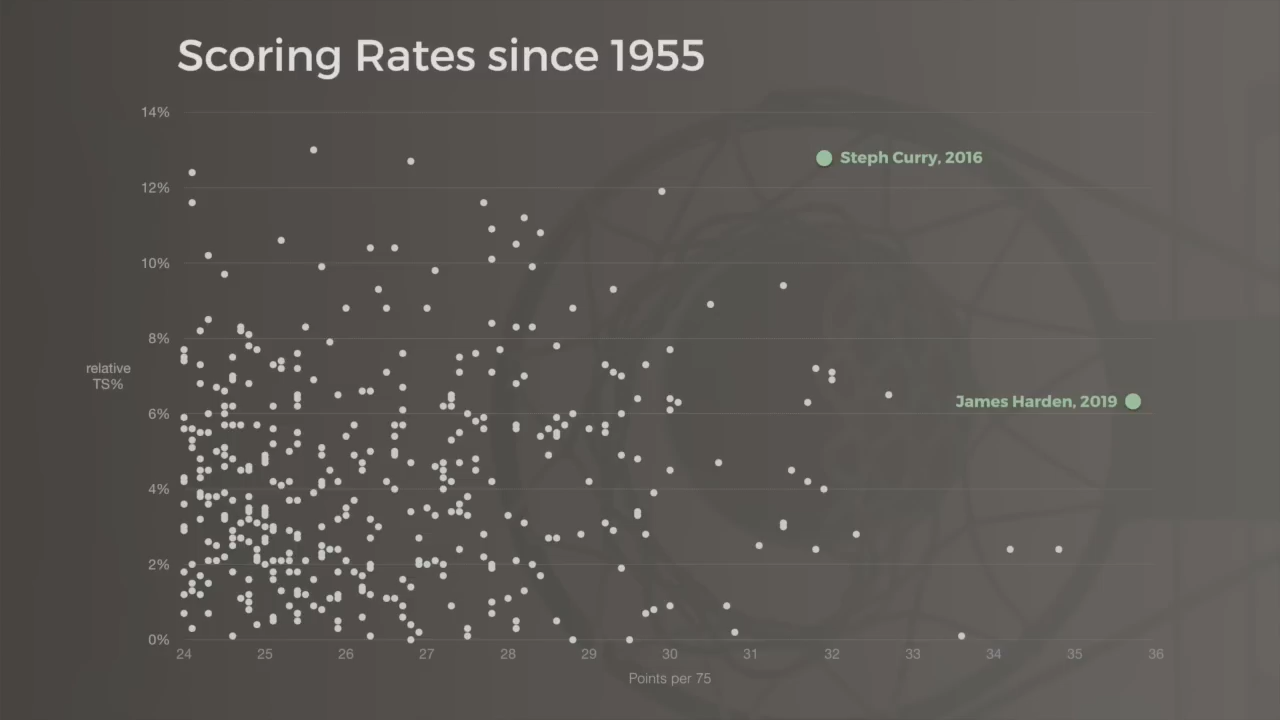 Scoring Rates since 1955
14%
Steph Curry, 2016
12%
10%
8%
relative
TS%
James Harden, 2019
6%
4%
2%
0%
24 25 26 27 28 29 30 31 32 33 34 35 36
Points per 75